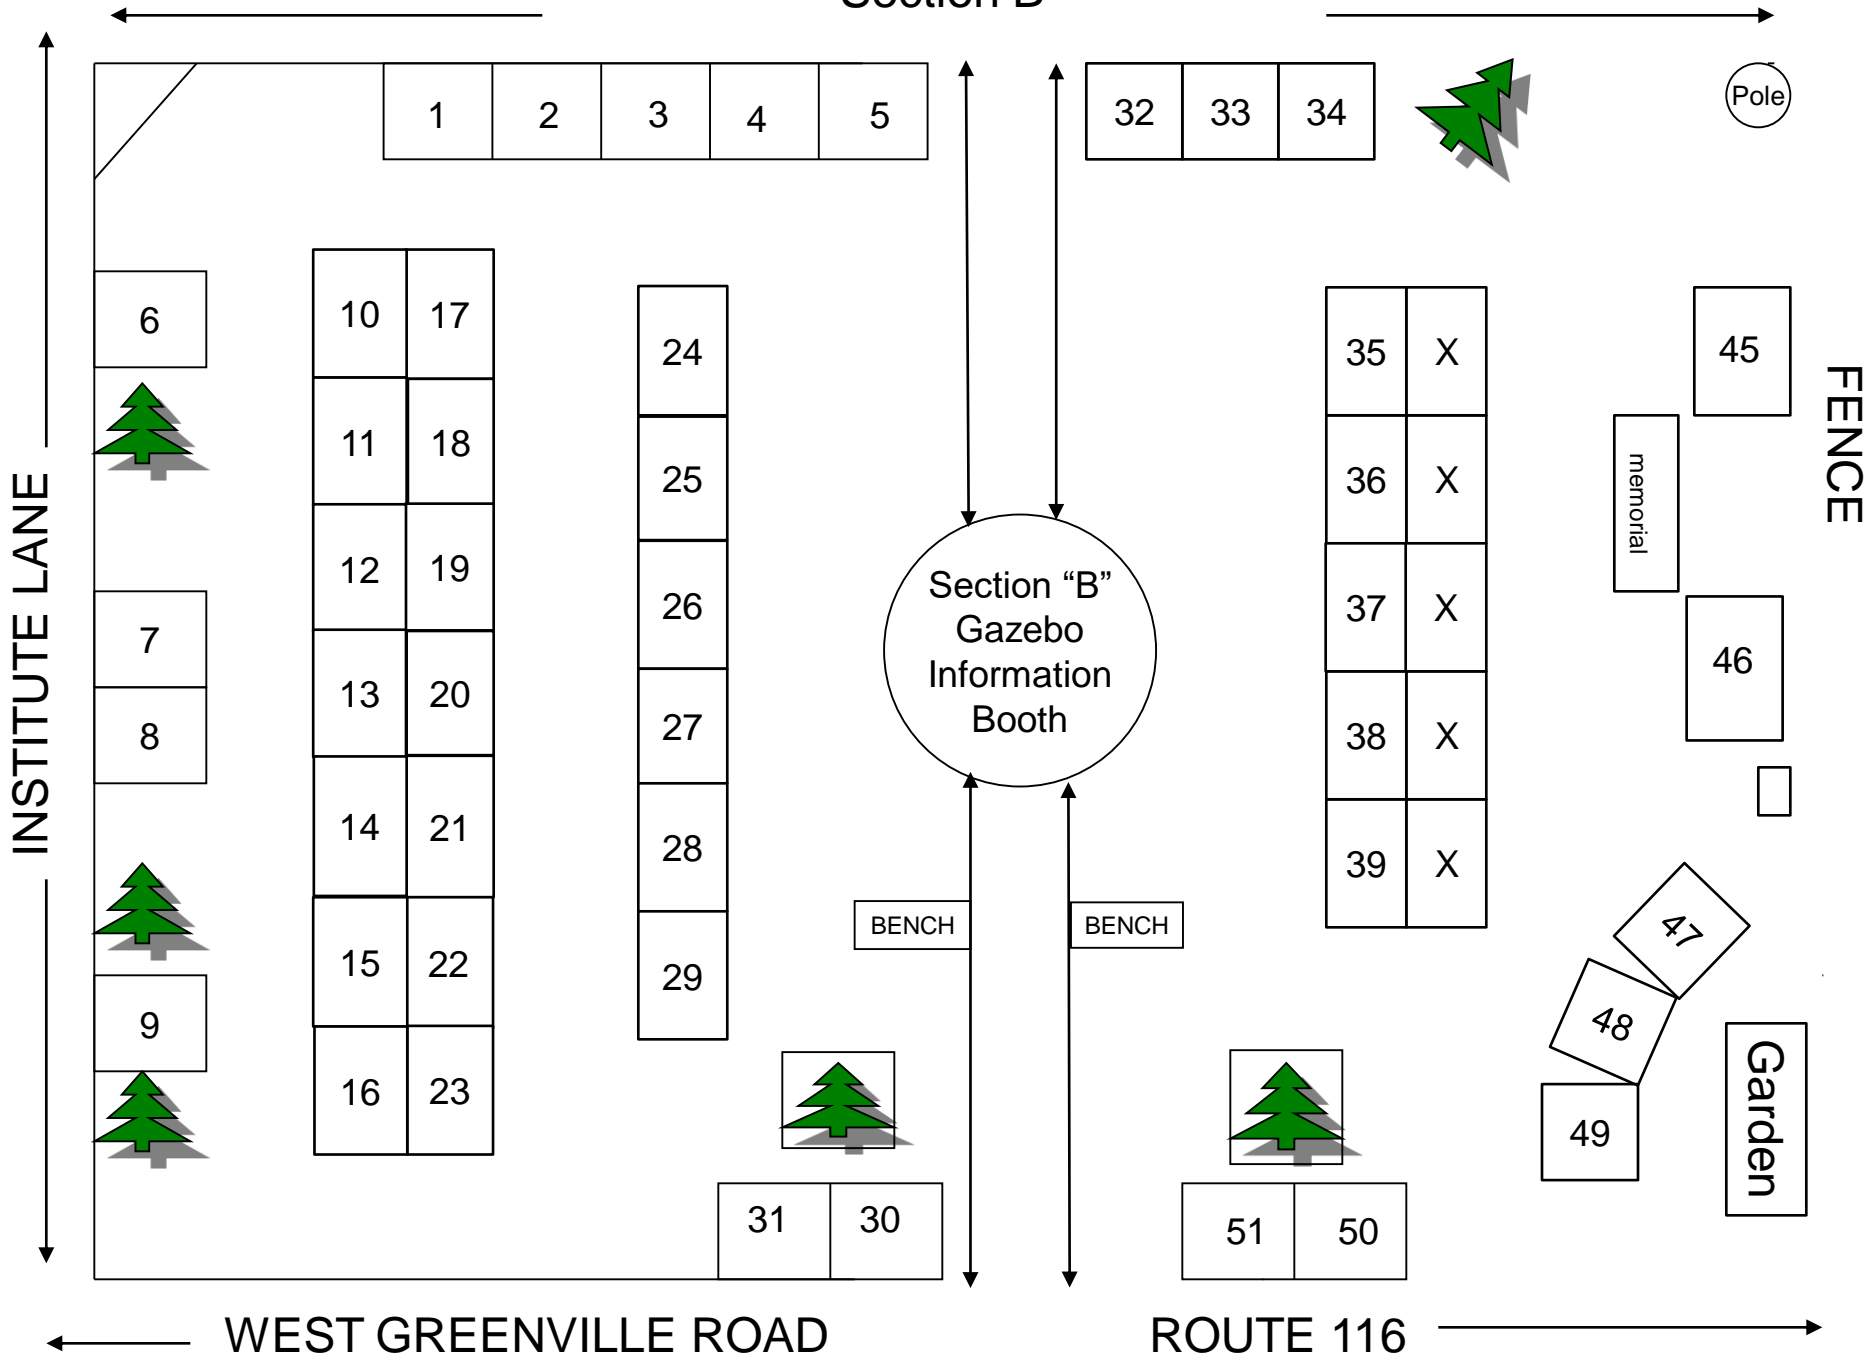 Section B
1 2 3 4 5
32 33 34
Pole
6
10 17
24
35 X
45
FENCE
11 18
25
36 X
memorial
INSTITUTE LANE
12 19
26
Section “B”
Gazebo
Information
Booth
37 X
7
13 20
46
8
27
38 X
14 21
28
39 X
BENCH
BENCH
47
15 22
29
9
48
16 23
Garden
49
31 30
51 50
WEST GREENVILLE ROAD
ROUTE 116